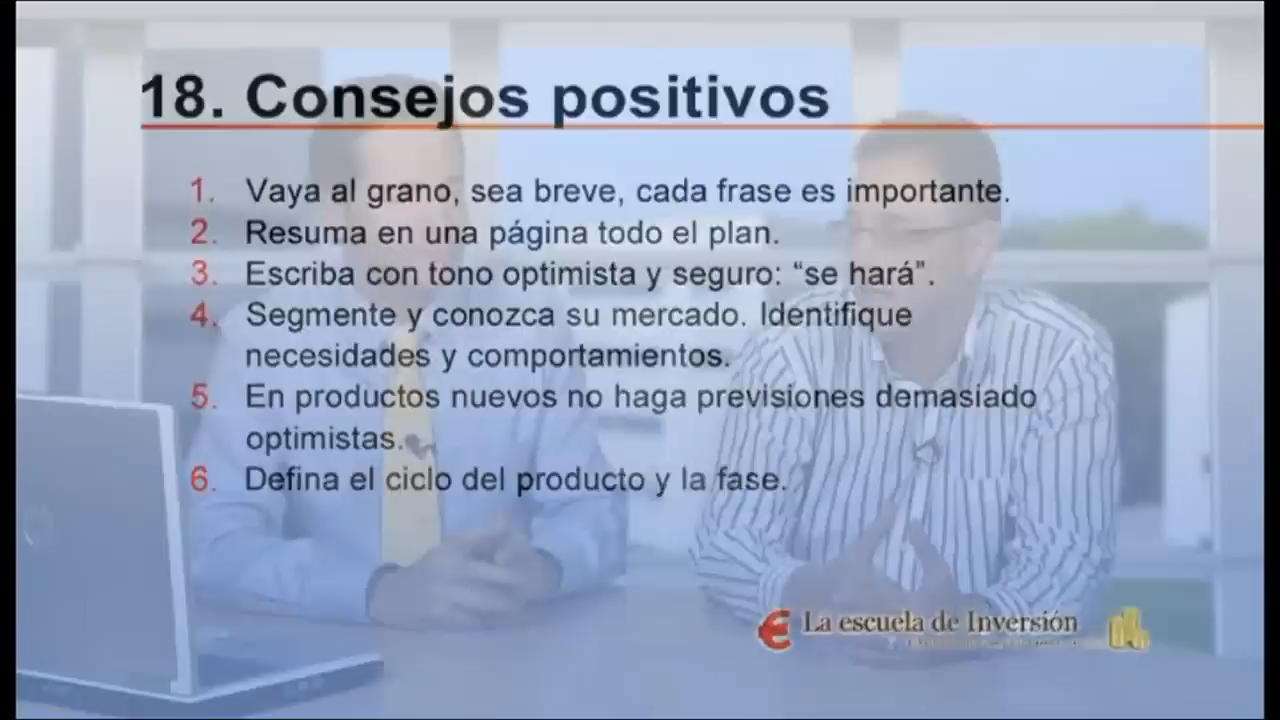 18. Consejos positivos
1. Vaya al grano, sea breve, cada frase es importante.
2. Resuma en una página todo el plan.
3. Escriba con tono optimista y seguro: “se hará”.
4. Segmente y conozca su mercado. Identifique
necesidades y comportamientos.
5. En productos nuevos no haga previsiones demasiado
optimistas.
6. Defina el ciclo del producto y la fase.
€ La escuela de Inversión